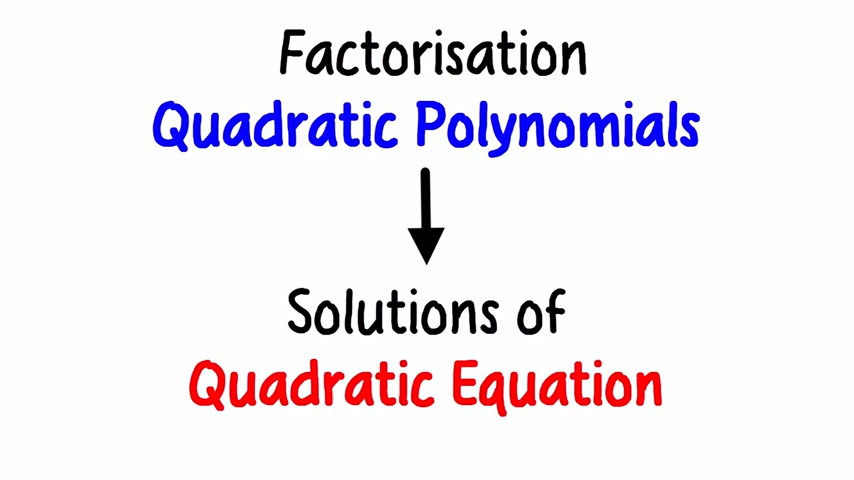 Factorisation
Quadratic Polynomials
Solutions of
Quadratic Equation